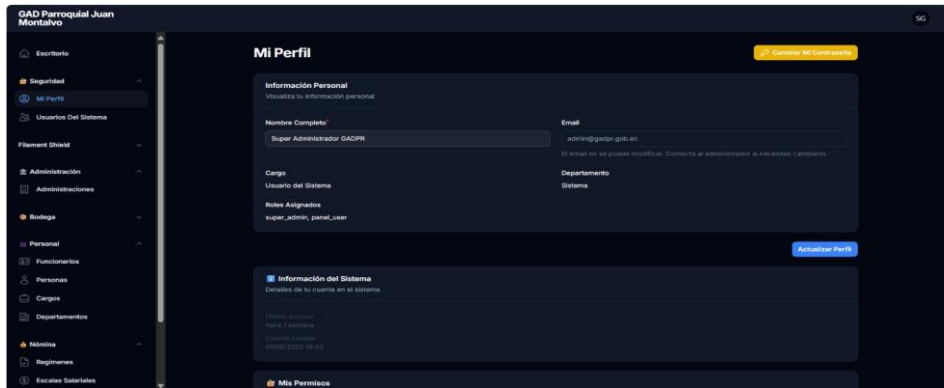 GAD Parroquial Juan
Montalvo
SG
Escritorio
Seguridad
Mi Perfil
Usuarios Del Sistema
Filament Shield
Administración
Administraciones
Bodega
Personal
Funcionarios
Personas
Cargos
Departamentos
Nómina
Regímenes
Escalas Salariales
Mi Perfil
Cambiar Mi Contraseña
Información Personal
Visualiza tu información personal
Nombre Completo*
Super Administrador GADPR
Email
admin@gadpr.gob.ec
El email no se puede modificar. Contacta al administrador si necesitas cambiarlo.
Cargo
Usuario del Sistema
Departamento
Sistema
Roles Asignados
super_admin, panel_user
Actualizar Perfil
Información del Sistema
Detalles de tu cuenta en el sistema
Último acceso
hace 1 semana
Cuenta creada
Mis Permisos